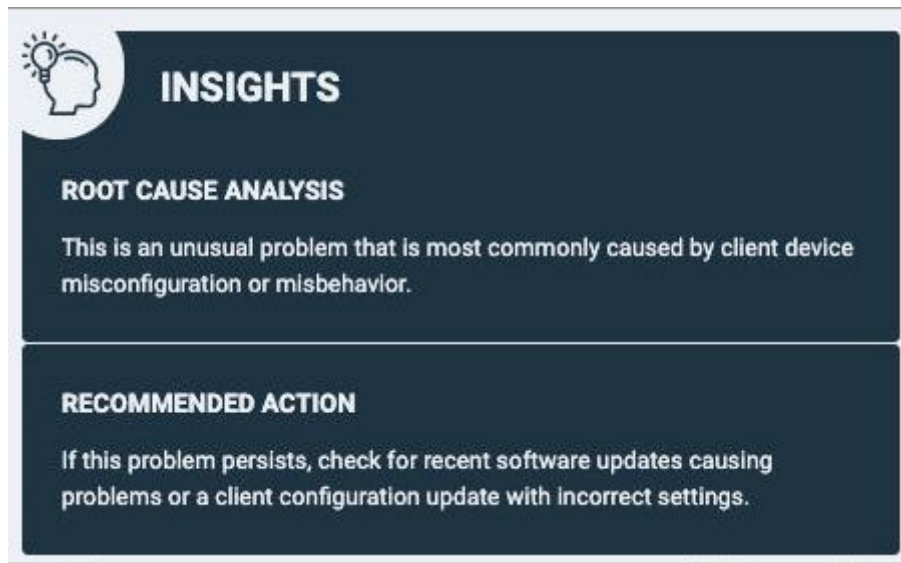 INSIGHTS
ROOT CAUSE ANALYSIS
This is an unusual problem that is most commonly caused by client device
misconfiguration or misbehavior.
RECOMMENDED ACTION
If this problem persists, check for recent software updates causing
problems or a client configuration update with incorrect settings.